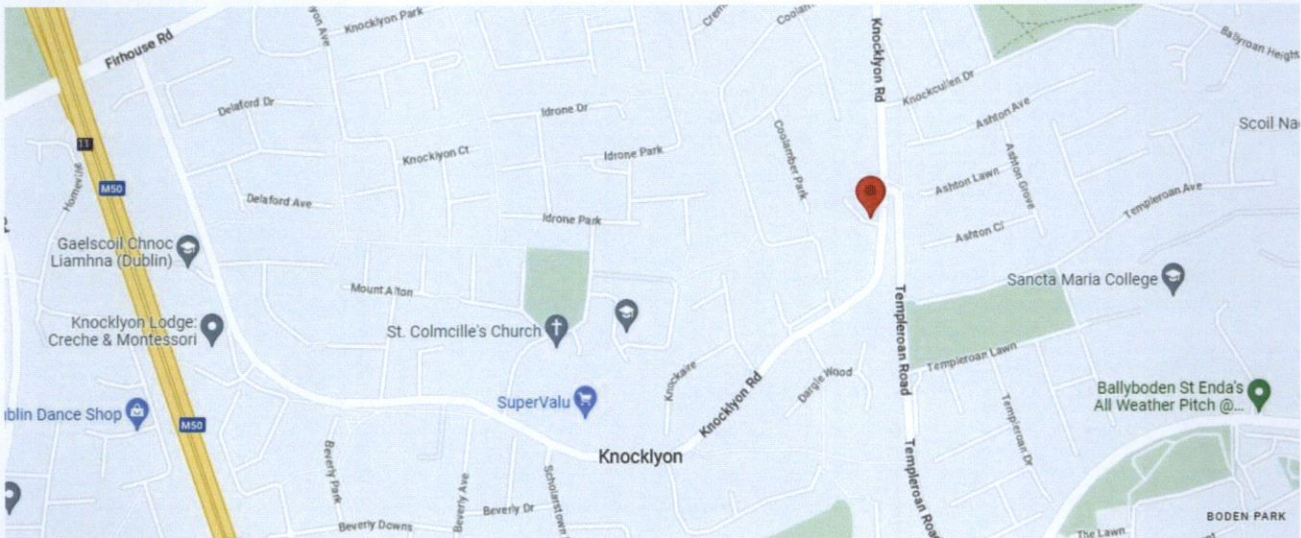 Knocklyon Park
Firhouse Rd
Knocklyon Rd
Knockcullen Dr
Ballyroan Heights
Delaford Dr
Idrone Dr
Ashton Ave
Coolamber Park
Scoil Na
11
Knocklyon Ct
Idrone Park
Ashton Grove
M50
Ashton Lawn
Templeroan Ave
Delaford Ave
Idrone Park
Ashton Cl
Gaelscoil Chnoc
Liamhna (Dublin)
Sancta Maria College
Mount Alton
Knocklyon Lodge:
Creche & Montessori
St. Colmcille's Church
Templeroan Road
Templeroan Lawn
Knockaire
Dargle Wood
Knocklyon Rd
SuperValu
Ballyboden St Enda's
All Weather Pitch @...
Dance Shop
M50
Templeroan Dr
Knocklyon
Beverly Park
Beverly Ave
Scholarstown
Templeroan Road
Beverly Dr
Beverly Downs
BODEN PARK
The Lawn